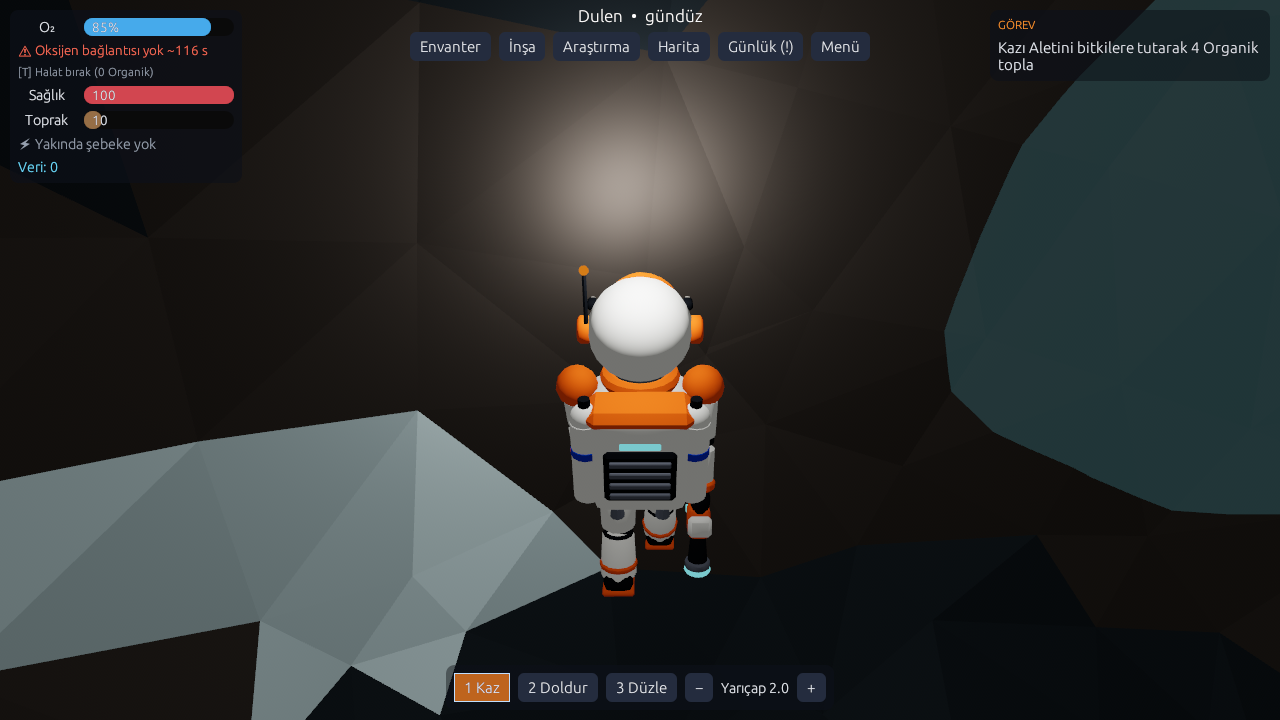 O₂ 85%
⚠ Oksijen bağlantısı yok ~116 s
[T] Halat bırak (0 Organik)
Sağlık 100
Toprak 10
⚡ Yakında şebeke yok
Veri: 0
Dulen • gündüz
Envanter İnşa Araştırma Harita Günlük (!) Menü
GÖREV
Kazı Aletini bitkilere tutarak 4 Organik
topla
1 Kaz 2 Doldur 3 Düzle − Yarıçap 2.0 +